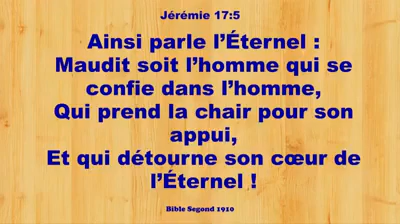 Jérémie 17:5
Ainsi parle l’Éternel :
Maudit soit l’homme qui se
confie dans l’homme,
Qui prend la chair pour son
appui,
Et qui détourne son cœur de
l’Éternel !
Bible Segond 1910